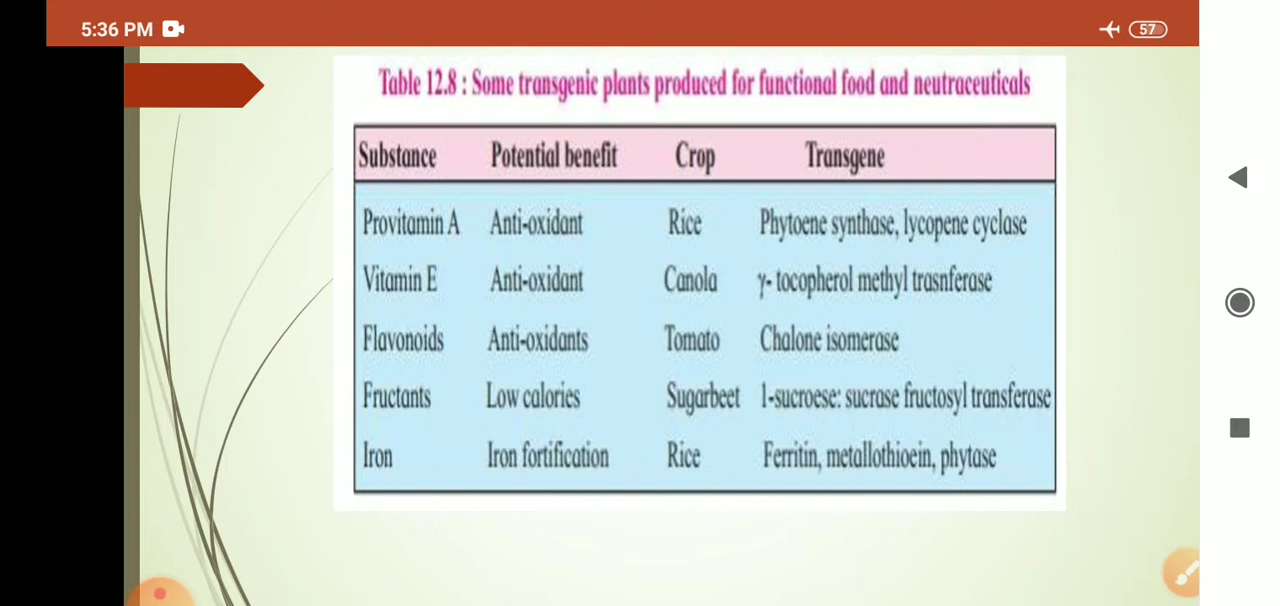 5:36 PM
57
Table 12.8 : Some transgenic plants produced for functional food and neutraceuticals
Substance Potential benefit Crop Transgene
Provitamin A Anti-oxidant Rice Phytoene synthase, lycopene cyclase
Vitamin E Anti-oxidant Canola γ- tocopherol methyl trasnferase
Flavonoids Anti-oxidants Tomato Chalone isomerase
Fructants Low calories Sugarbeet 1-sucroese: sucrase fructosyl transferase
Iron Iron fortification Rice Ferritin, metallothioein, phytase